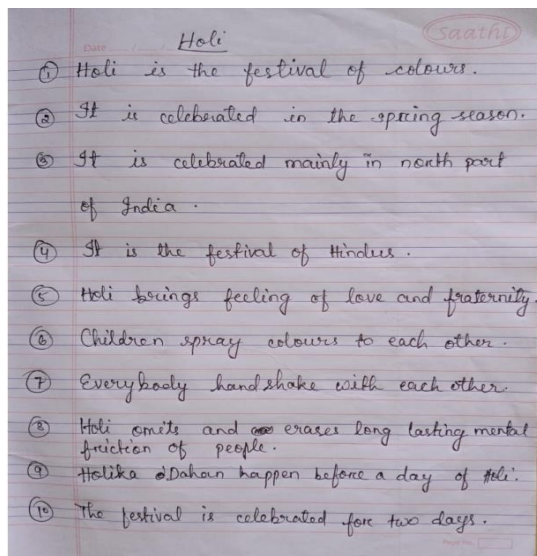 saathi
Date ...... / ...... / ......
Holi
① Holi is the festival of colours.
② It is celeberated in the spring season.
③ It is celebrated mainly in north part
of India.
④ It is the festival of Hindus.
⑤ Holi brings feeling of love and fraternity.
⑥ Children spray colours to each other.
⑦ Everybody handshake with each other.
⑧ Holi omits and erases long lasting mental
friction of people.
⑨ Holika Dahan happen before a day of Holi.
⑩ The festival is celebrated for two days.
Page No.